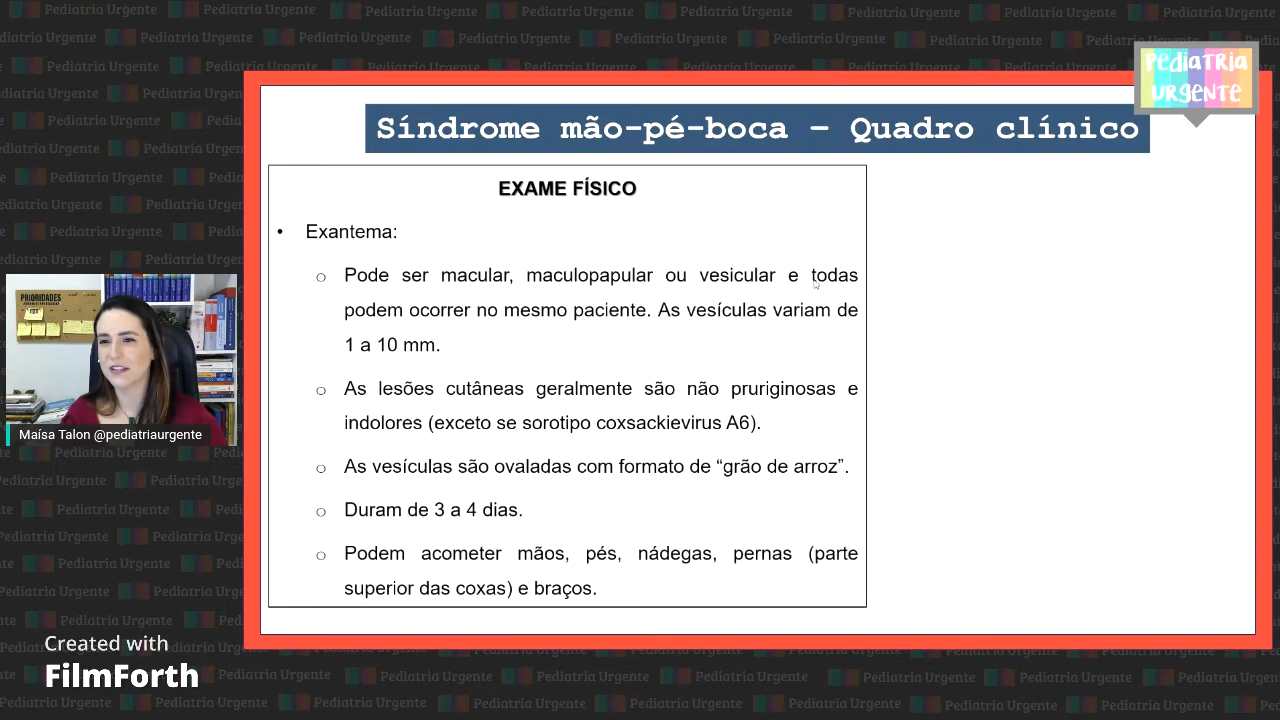 PEDIATRIA
URGENTE
Síndrome mão-pé-boca – Quadro clínico
EXAME FÍSICO
• Exantema:
o Pode ser macular, maculopapular ou vesicular e todas
podem ocorrer no mesmo paciente. As vesículas variam de
1 a 10 mm.
o As lesões cutâneas geralmente são não pruriginosas e
indolores (exceto se sorotipo coxsackievirus A6).
o As vesículas são ovaladas com formato de “grão de arroz”.
o Duram de 3 a 4 dias.
o Podem acometer mãos, pés, nádegas, pernas (parte
superior das coxas) e braços.
PRIORIDADES
Maísa Talon @pediatriaurgente
Created with
FilmForth
Pediatria Urgente